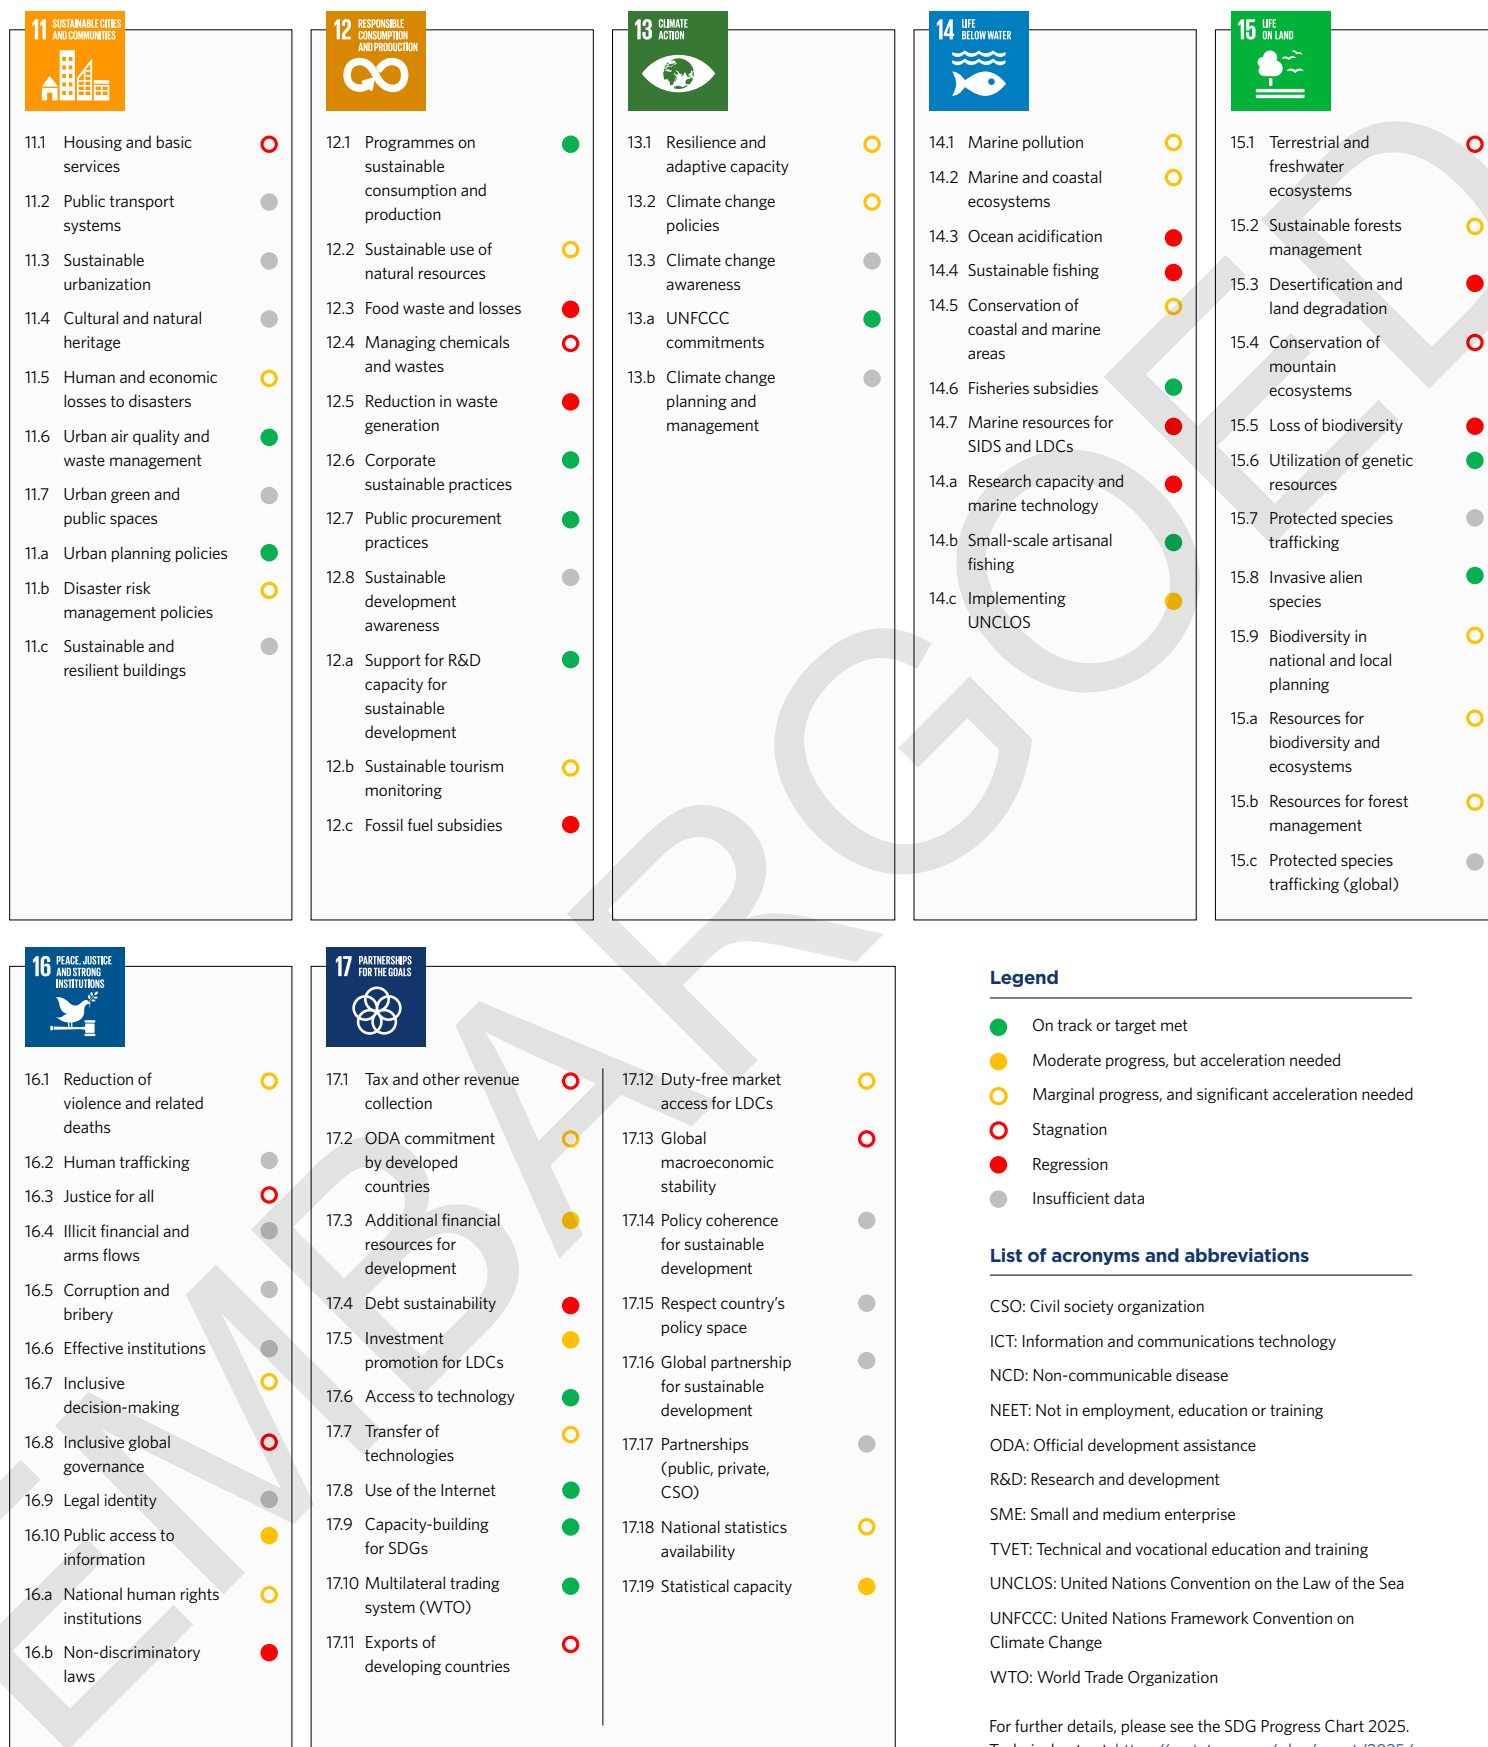 11 SUSTAINABLE CITIES
AND COMMUNITIES
11.1 Housing and basic
services
11.2 Public transport
systems
11.3 Sustainable
urbanization
11.4 Cultural and natural
heritage
11.5 Human and economic
losses to disasters
11.6 Urban air quality and
waste management
11.7 Urban green and
public spaces
11.a Urban planning policies
11.b Disaster risk
management policies
11.c Sustainable and
resilient buildings
12 RESPONSIBLE
CONSUMPTION
AND PRODUCTION
12.1 Programmes on
sustainable
consumption and
production
12.2 Sustainable use of
natural resources
12.3 Food waste and losses
12.4 Managing chemicals
and wastes
12.5 Reduction in waste
generation
12.6 Corporate
sustainable practices
12.7 Public procurement
practices
12.8 Sustainable
development
awareness
12.a Support for R&D
capacity for
sustainable
development
12.b Sustainable tourism
monitoring
12.c Fossil fuel subsidies
13 CLIMATE
ACTION
13.1 Resilience and
adaptive capacity
13.2 Climate change
policies
13.3 Climate change
awareness
13.a UNFCCC
commitments
13.b Climate change
planning and
management
14 LIFE
BELOW WATER
14.1 Marine pollution
14.2 Marine and coastal
ecosystems
14.3 Ocean acidification
14.4 Sustainable fishing
14.5 Conservation of
coastal and marine
areas
14.6 Fisheries subsidies
14.7 Marine resources for
SIDS and LDCs
14.a Research capacity and
marine technology
14.b Small-scale artisanal
fishing
14.c Implementing
UNCLOS
15 LIFE
ON LAND
15.1 Terrestrial and
freshwater
ecosystems
15.2 Sustainable forests
management
15.3 Desertification and
land degradation
15.4 Conservation of
mountain
ecosystems
15.5 Loss of biodiversity
15.6 Utilization of genetic
resources
15.7 Protected species
trafficking
15.8 Invasive alien
species
15.9 Biodiversity in
national and local
planning
15.a Resources for
biodiversity and
ecosystems
15.b Resources for forest
management
15.c Protected species
trafficking (global)
16 PEACE, JUSTICE
AND STRONG
INSTITUTIONS
16.1 Reduction of
violence and related
deaths
16.2 Human trafficking
16.3 Justice for all
16.4 Illicit financial and
arms flows
16.5 Corruption and
bribery
16.6 Effective institutions
16.7 Inclusive
decision-making
16.8 Inclusive global
governance
16.9 Legal identity
16.10 Public access to
information
16.a National human rights
institutions
16.b Non-discriminatory
laws
17 PARTNERSHIPS
FOR THE GOALS
17.1 Tax and other revenue
collection
17.2 ODA commitment
by developed
countries
17.3 Additional financial
resources for
development
17.4 Debt sustainability
17.5 Investment
promotion for LDCs
17.6 Access to technology
17.7 Transfer of
technologies
17.8 Use of the Internet
17.9 Capacity-building
for SDGs
17.10 Multilateral trading
system (WTO)
17.11 Exports of
developing countries
17.12 Duty-free market
access for LDCs
17.13 Global
macroeconomic
stability
17.14 Policy coherence
for sustainable
development
17.15 Respect country's
policy space
17.16 Global partnership
for sustainable
development
17.17 Partnerships
(public, private,
CSO)
17.18 National statistics
availability
17.19 Statistical capacity
Legend
On track or target met
Moderate progress, but acceleration needed
Marginal progress, and significant acceleration needed
Stagnation
Regression
Insufficient data
List of acronyms and abbreviations
CSO: Civil society organization
ICT: Information and communications technology
NCD: Non-communicable disease
NEET: Not in employment, education or training
ODA: Official development assistance
R&D: Research and development
SME: Small and medium enterprise
TVET: Technical and vocational education and training
UNCLOS: United Nations Convention on the Law of the Sea
UNFCCC: United Nations Framework Convention on
Climate Change
WTO: World Trade Organization
For further details, please see the SDG Progress Chart 2025.
EMBARGOED